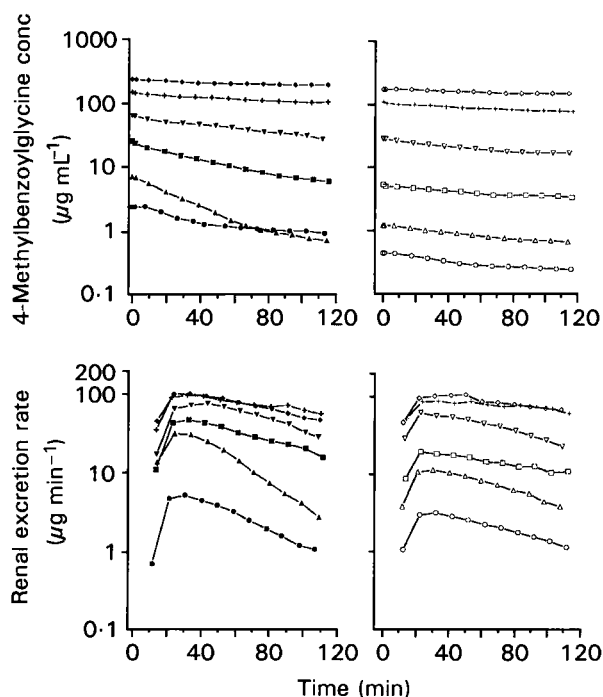 4-Methylbenzoylglycine conc
(µg mL⁻¹)
1000
100
10
1
0·1
0 40 80 120
0 40 80 120
Renal excretion rate
(µg min⁻¹)
200
100
10
1
0·1
0 40 80 120
0 40 80 120
Time (min)